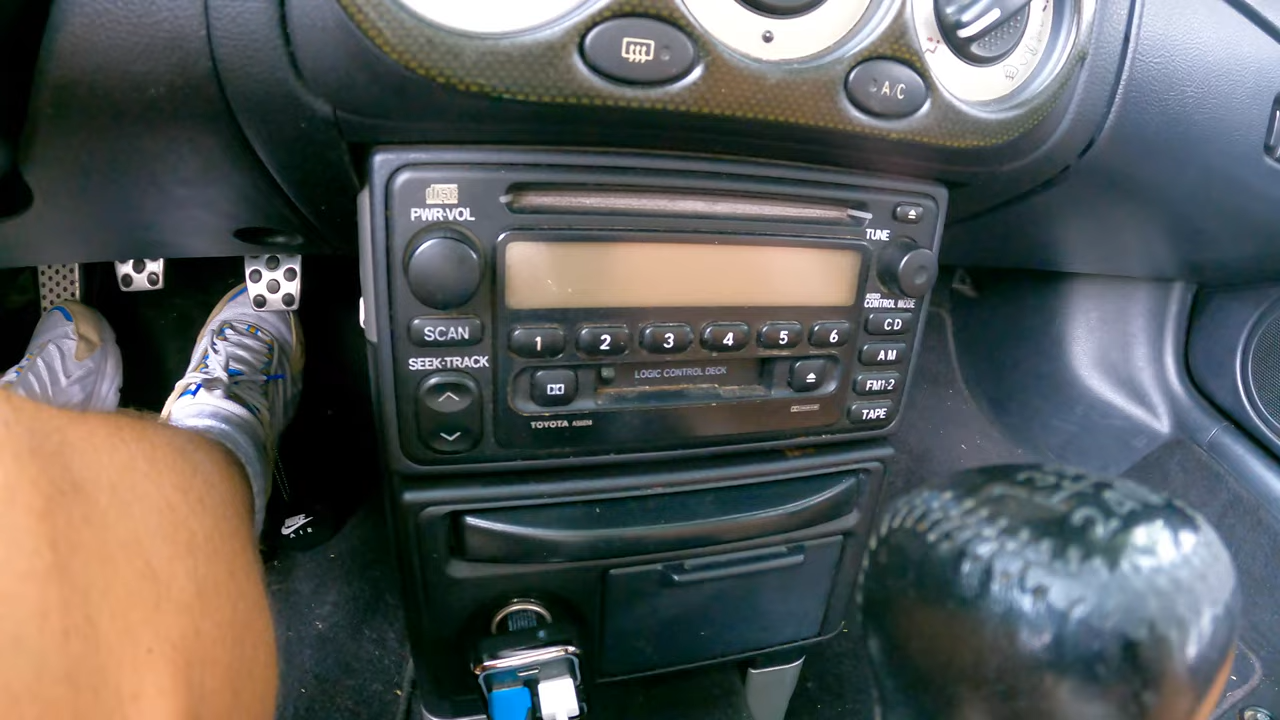 A/C
disc
PWR·VOL
TUNE
AUDIO
CONTROL MODE
SCAN
1 2 3 4 5 6
CD
SEEK·TRACK
AM
LOGIC CONTROL DECK
FM1·2
TAPE
TOYOTA
AIR